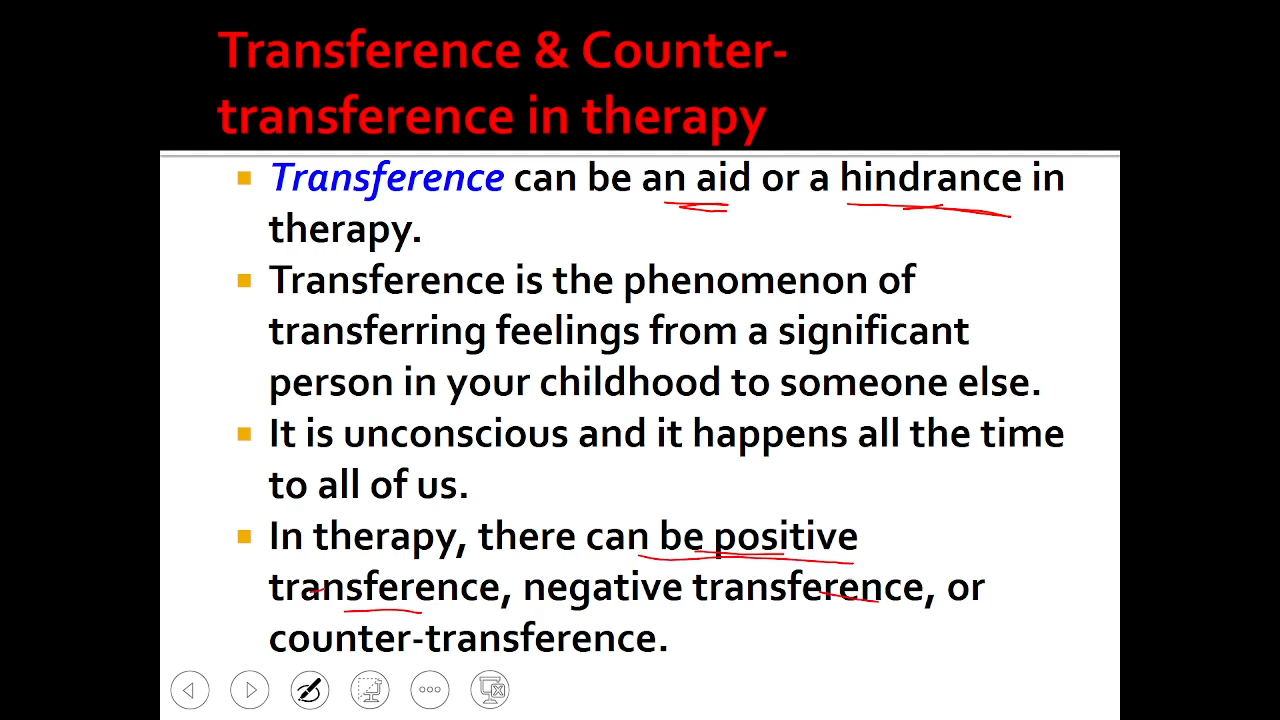 Transference & Counter-
transference in therapy
Transference can be an aid or a hindrance in
therapy.
Transference is the phenomenon of
transferring feelings from a significant
person in your childhood to someone else.
It is unconscious and it happens all the time
to all of us.
In therapy, there can be positive
transference, negative transference, or
counter-transference.